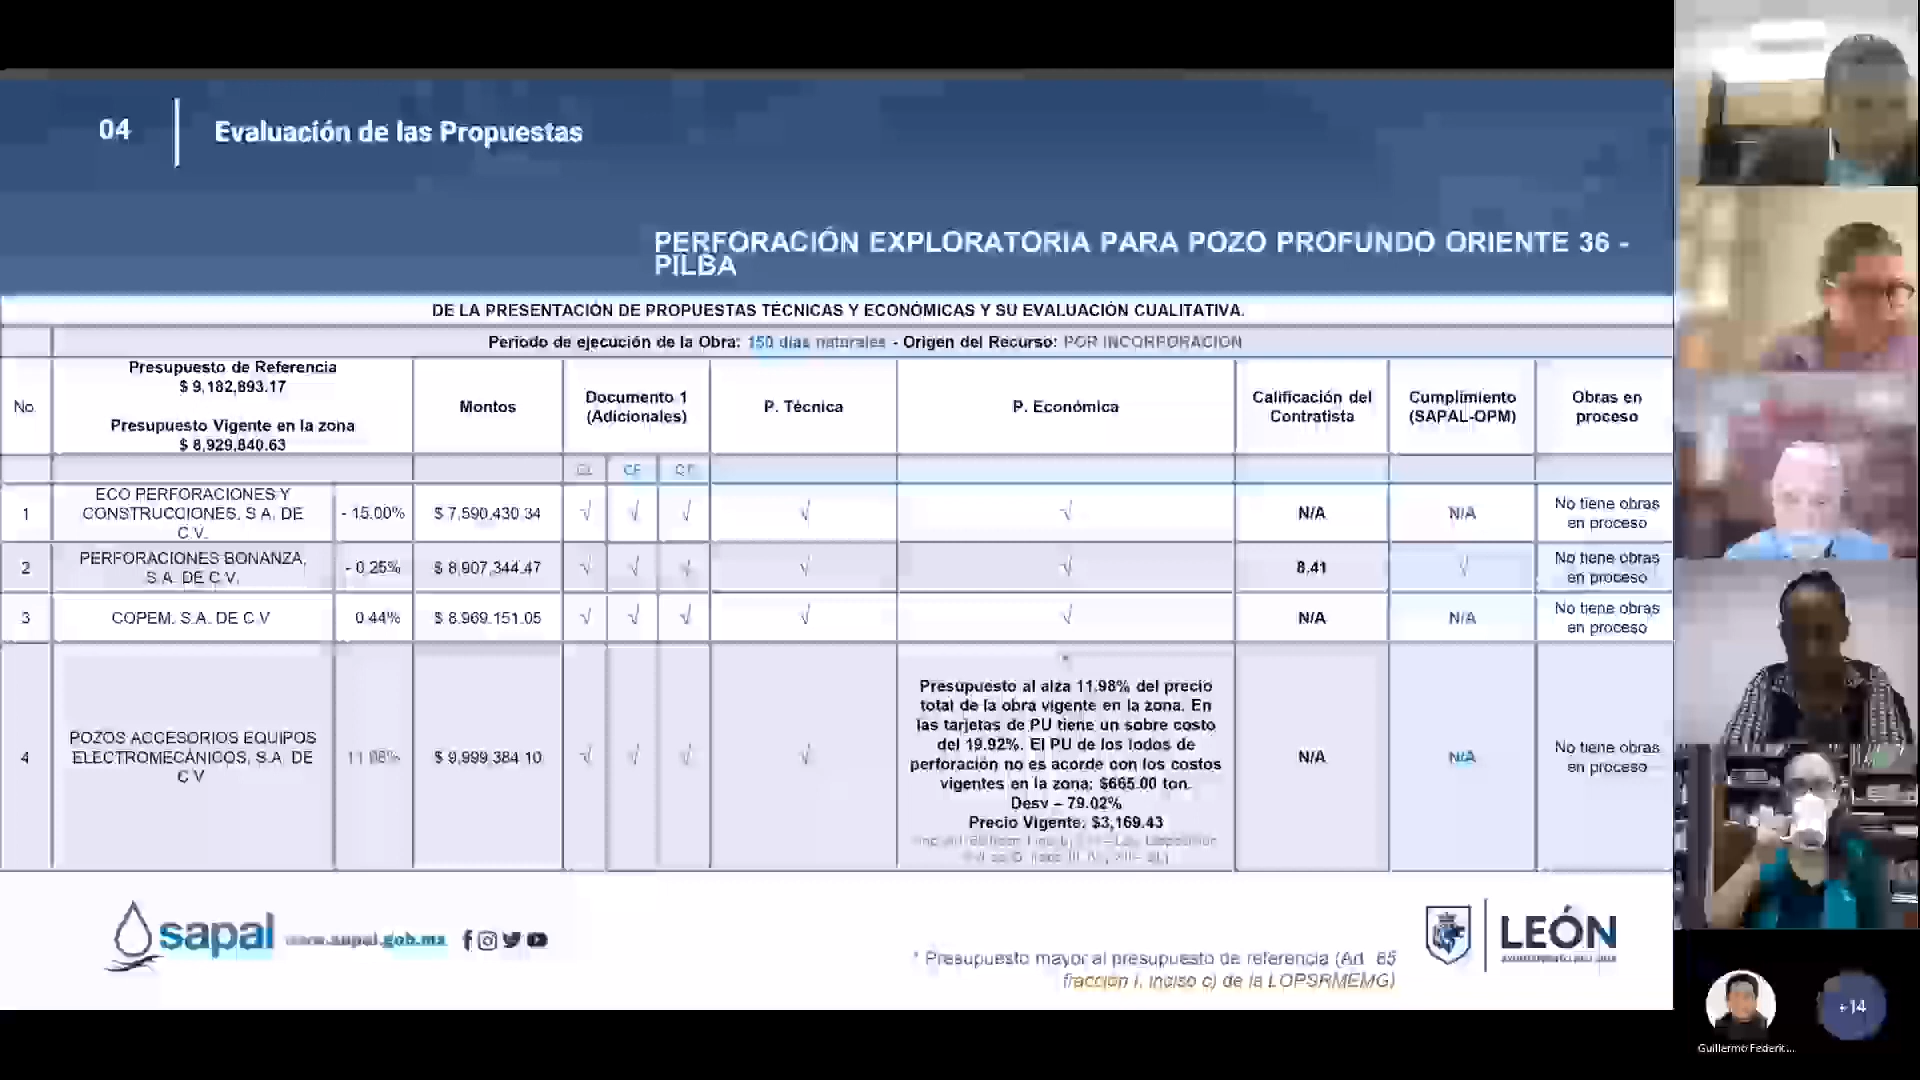 04
Evaluación de las Propuestas
PERFORACIÓN EXPLORATORIA PARA POZO PROFUNDO ORIENTE 36 -
PILBA
DE LA PRESENTACIÓN DE PROPUESTAS TÉCNICAS Y ECONÓMICAS Y SU EVALUACIÓN CUALITATIVA.
Periodo de ejecución de la Obra: 150 días naturales - Origen del Recurso: POR INCORPORACION
No.
Presupuesto de Referencia
$ 9,182,893.17
Presupuesto Vigente en la zona
$ 8,929,840.63
Montos
Documento 1
(Adicionales)
P. Técnica
P. Económica
Calificación del
Contratista
Cumplimiento
(SAPAL-OPM)
Obras en
proceso
CF
1
ECO PERFORACIONES Y
CONSTRUCCIONES, S.A. DE
C.V.
- 15.00%
$ 7,590,430.34
√ √ √ √ √
N/A
N/A
No tiene obras
en proceso
2
PERFORACIONES BONANZA,
S.A. DE C.V.
- 0.25%
$ 8,907,344.47
√ √ √ √ √
8.41
√
No tiene obras
en proceso
3
COPEM, S.A. DE C.V
0.44%
$ 8,969,151.05
√ √ √ √ √
N/A
N/A
No tiene obras
en proceso
4
POZOS ACCESORIOS EQUIPOS
ELECTROMECÁNICOS, S.A. DE
C.V
$ 9,999,384.10
√ √ √ √
*
Presupuesto al alza 11.98% del precio
total de la obra vigente en la zona. En
las tarjetas de PU tiene un sobre costo
del 19.92%. El PU de los lodos de
perforación no es acorde con los costos
vigentes en la zona; $665.00 ton.
Desv – 79.02%
Precio Vigente: $3,169.43
N/A
N/A
No tiene obras
en proceso
sapal
www.sapal.gob.mx
* Presupuesto mayor al presupuesto de referencia (Art. 65
fracción I, inciso c) de la LOPSRMEMG)
LEÓN
+14
Guillermo Federic...